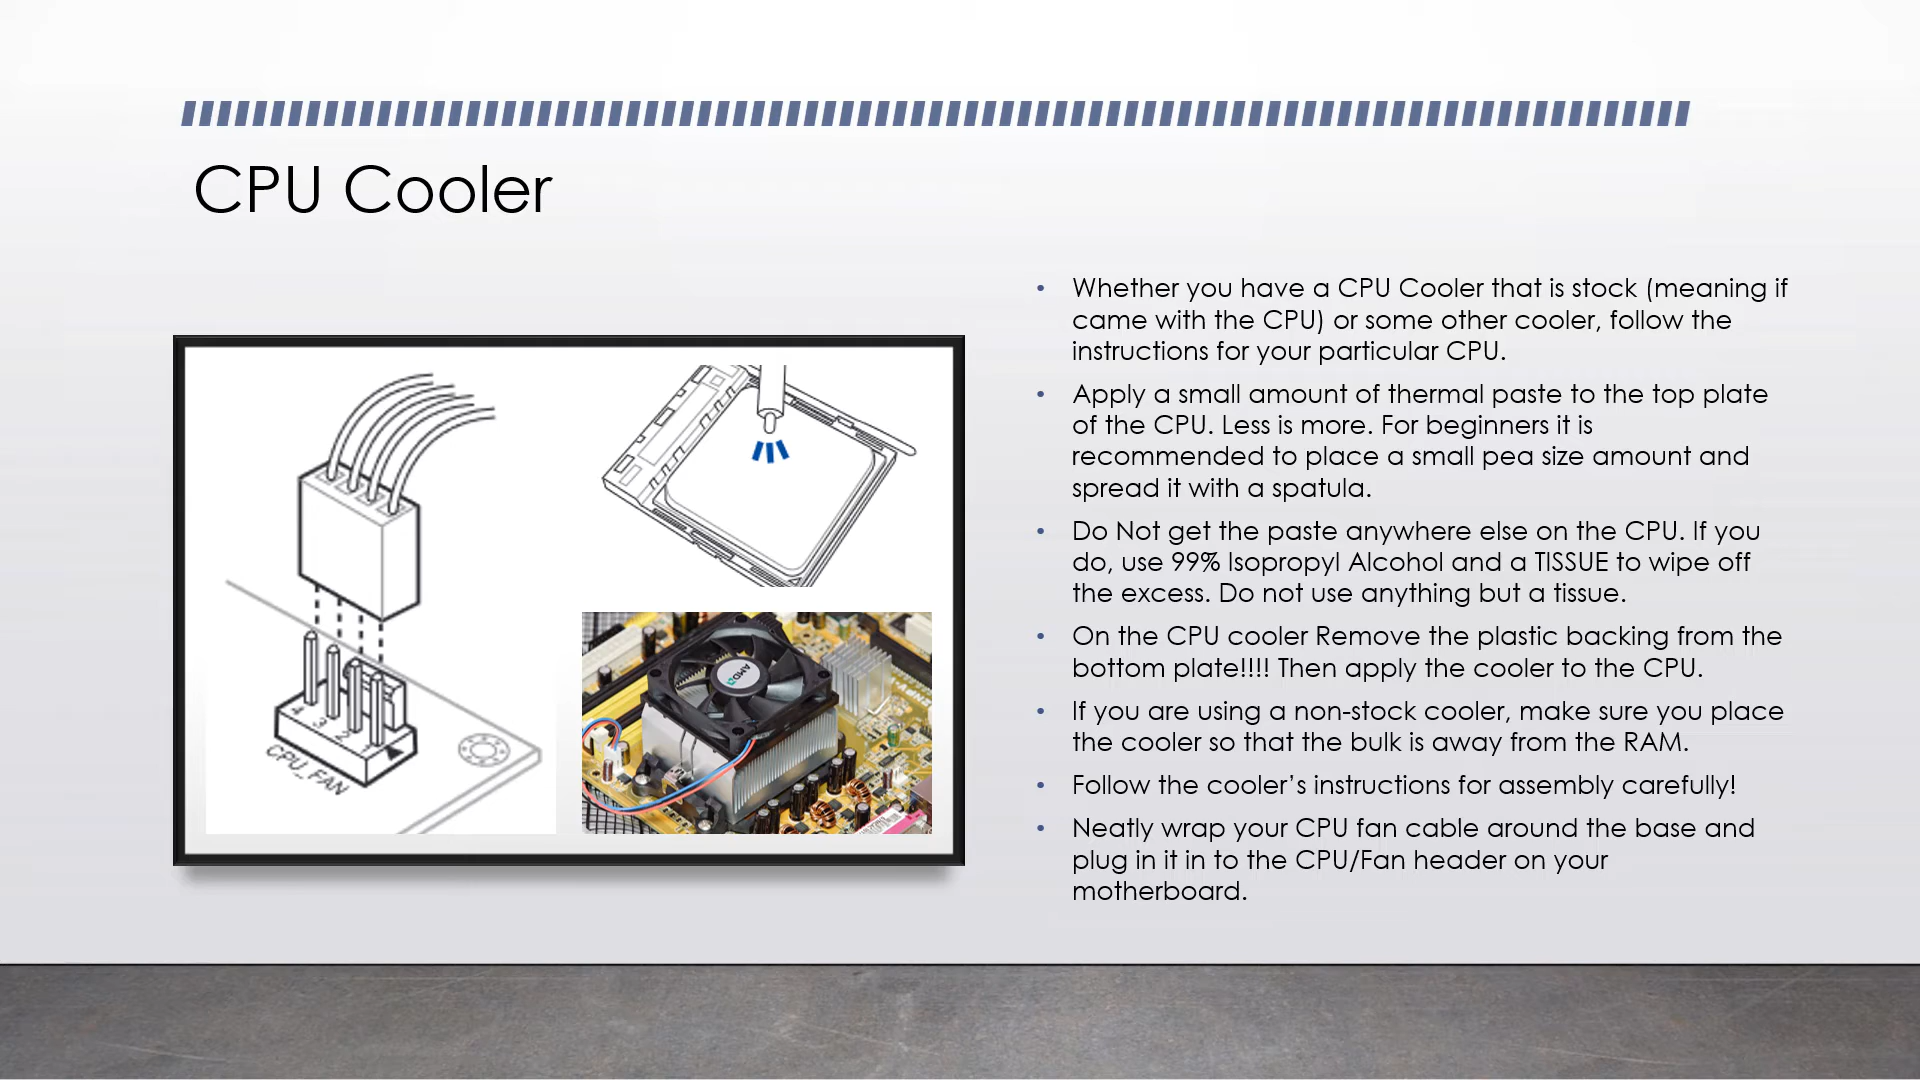 CPU Cooler
• Whether you have a CPU Cooler that is stock (meaning if
came with the CPU) or some other cooler, follow the
instructions for your particular CPU.
• Apply a small amount of thermal paste to the top plate
of the CPU. Less is more. For beginners it is
recommended to place a small pea size amount and
spread it with a spatula.
• Do Not get the paste anywhere else on the CPU. If you
do, use 99% Isopropyl Alcohol and a TISSUE to wipe off
the excess. Do not use anything but a tissue.
• On the CPU cooler Remove the plastic backing from the
bottom plate!!!! Then apply the cooler to the CPU.
• If you are using a non-stock cooler, make sure you place
the cooler so that the bulk is away from the RAM.
• Follow the cooler’s instructions for assembly carefully!
• Neatly wrap your CPU fan cable around the base and
plug in it in to the CPU/Fan header on your
motherboard.
4 3 2 1
CPU_FAN
AMD